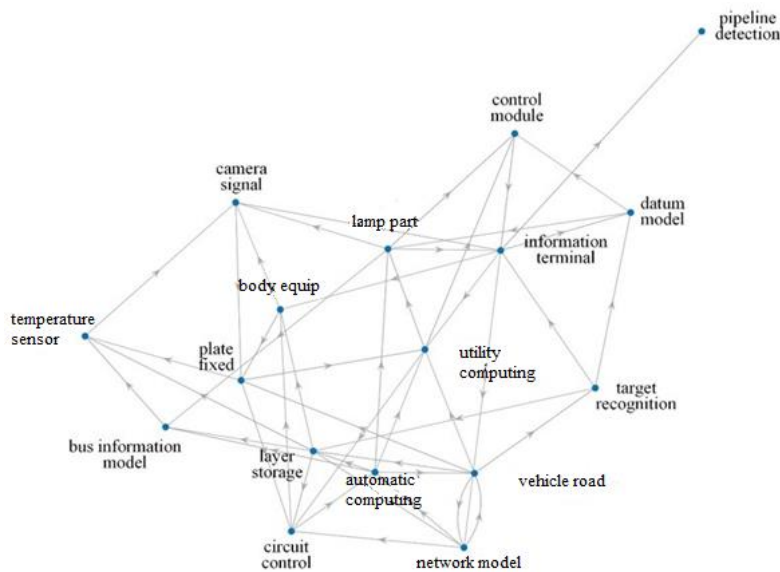 pipeline
detection
control
module
camera
signal
lamp part
datum
model
information
terminal
body equip
temperature
sensor
plate
fixed
utility
computing
target
recognition
bus information
model
layer
storage
automatic
computing
vehicle road
circuit
control
network model